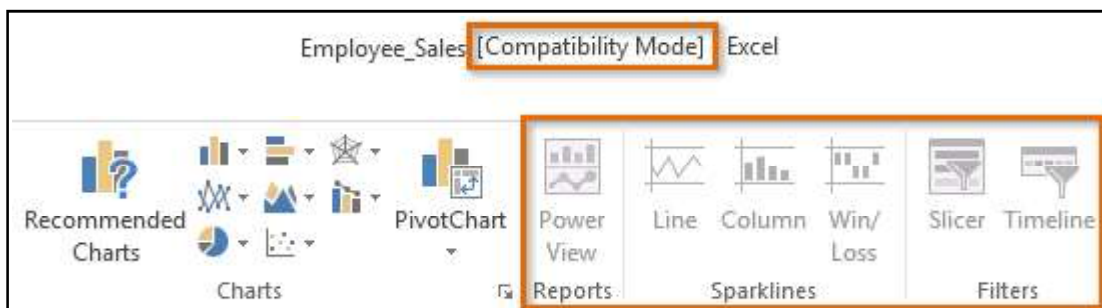 Employee_Sales [Compatibility Mode] Excel
Recommended
Charts
PivotChart
Power
View
Line
Column
Win/
Loss
Slicer
Timeline
Charts
Reports
Sparklines
Filters